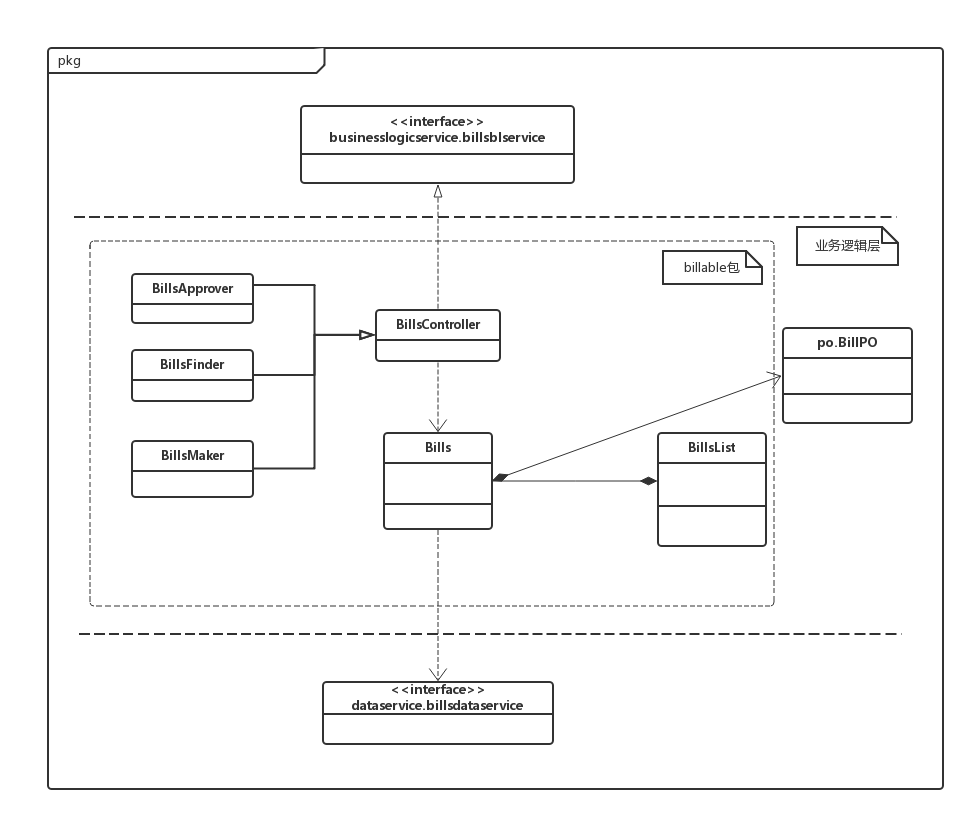 pkg
<<interface>>
businesslogicservice.billsblservice
业务逻辑层
billable包
BillsApprover
BillsController
BillsFinder
po.BillPO
BillsMaker
Bills
BillsList
<<interface>>
dataservice.billsdataservice